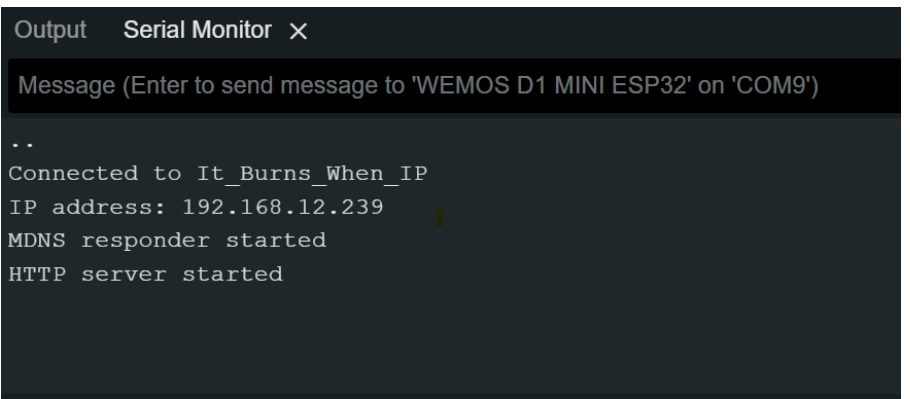 Output Serial Monitor X
Message (Enter to send message to 'WEMOS D1 MINI ESP32' on 'COM9')
..
Connected to It_Burns_When_IP
IP address: 192.168.12.239
MDNS responder started
HTTP server started